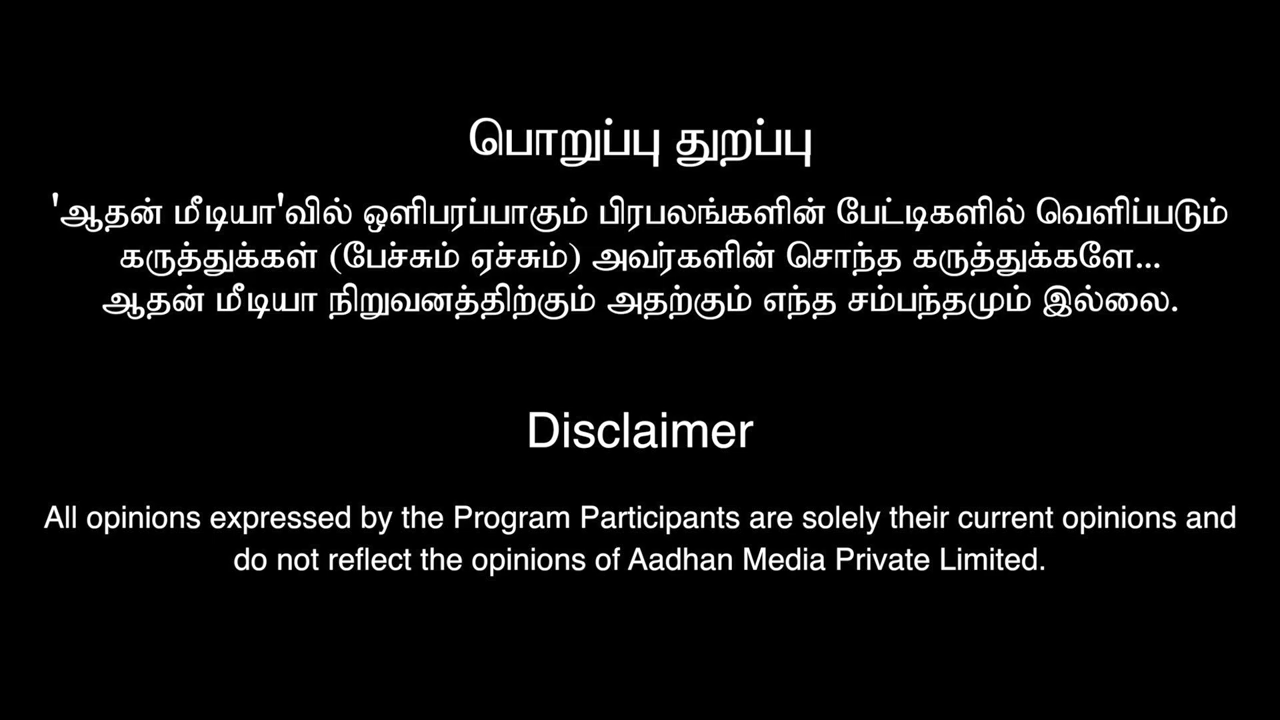 பொறுப்பு துறப்பு
'ஆதன் மீடியா'வில் ஒளிபரப்பாகும் பிரபலங்களின் பேட்டிகளில் வெளிப்படும்
கருத்துக்கள் (பேச்சும் ஏச்சும்) அவர்களின் சொந்த கருத்துக்களே...
ஆதன் மீடியா நிறுவனத்திற்கும் அதற்கும் எந்த சம்பந்தமும் இல்லை.
Disclaimer
All opinions expressed by the Program Participants are solely their current opinions and
do not reflect the opinions of Aadhan Media Private Limited.